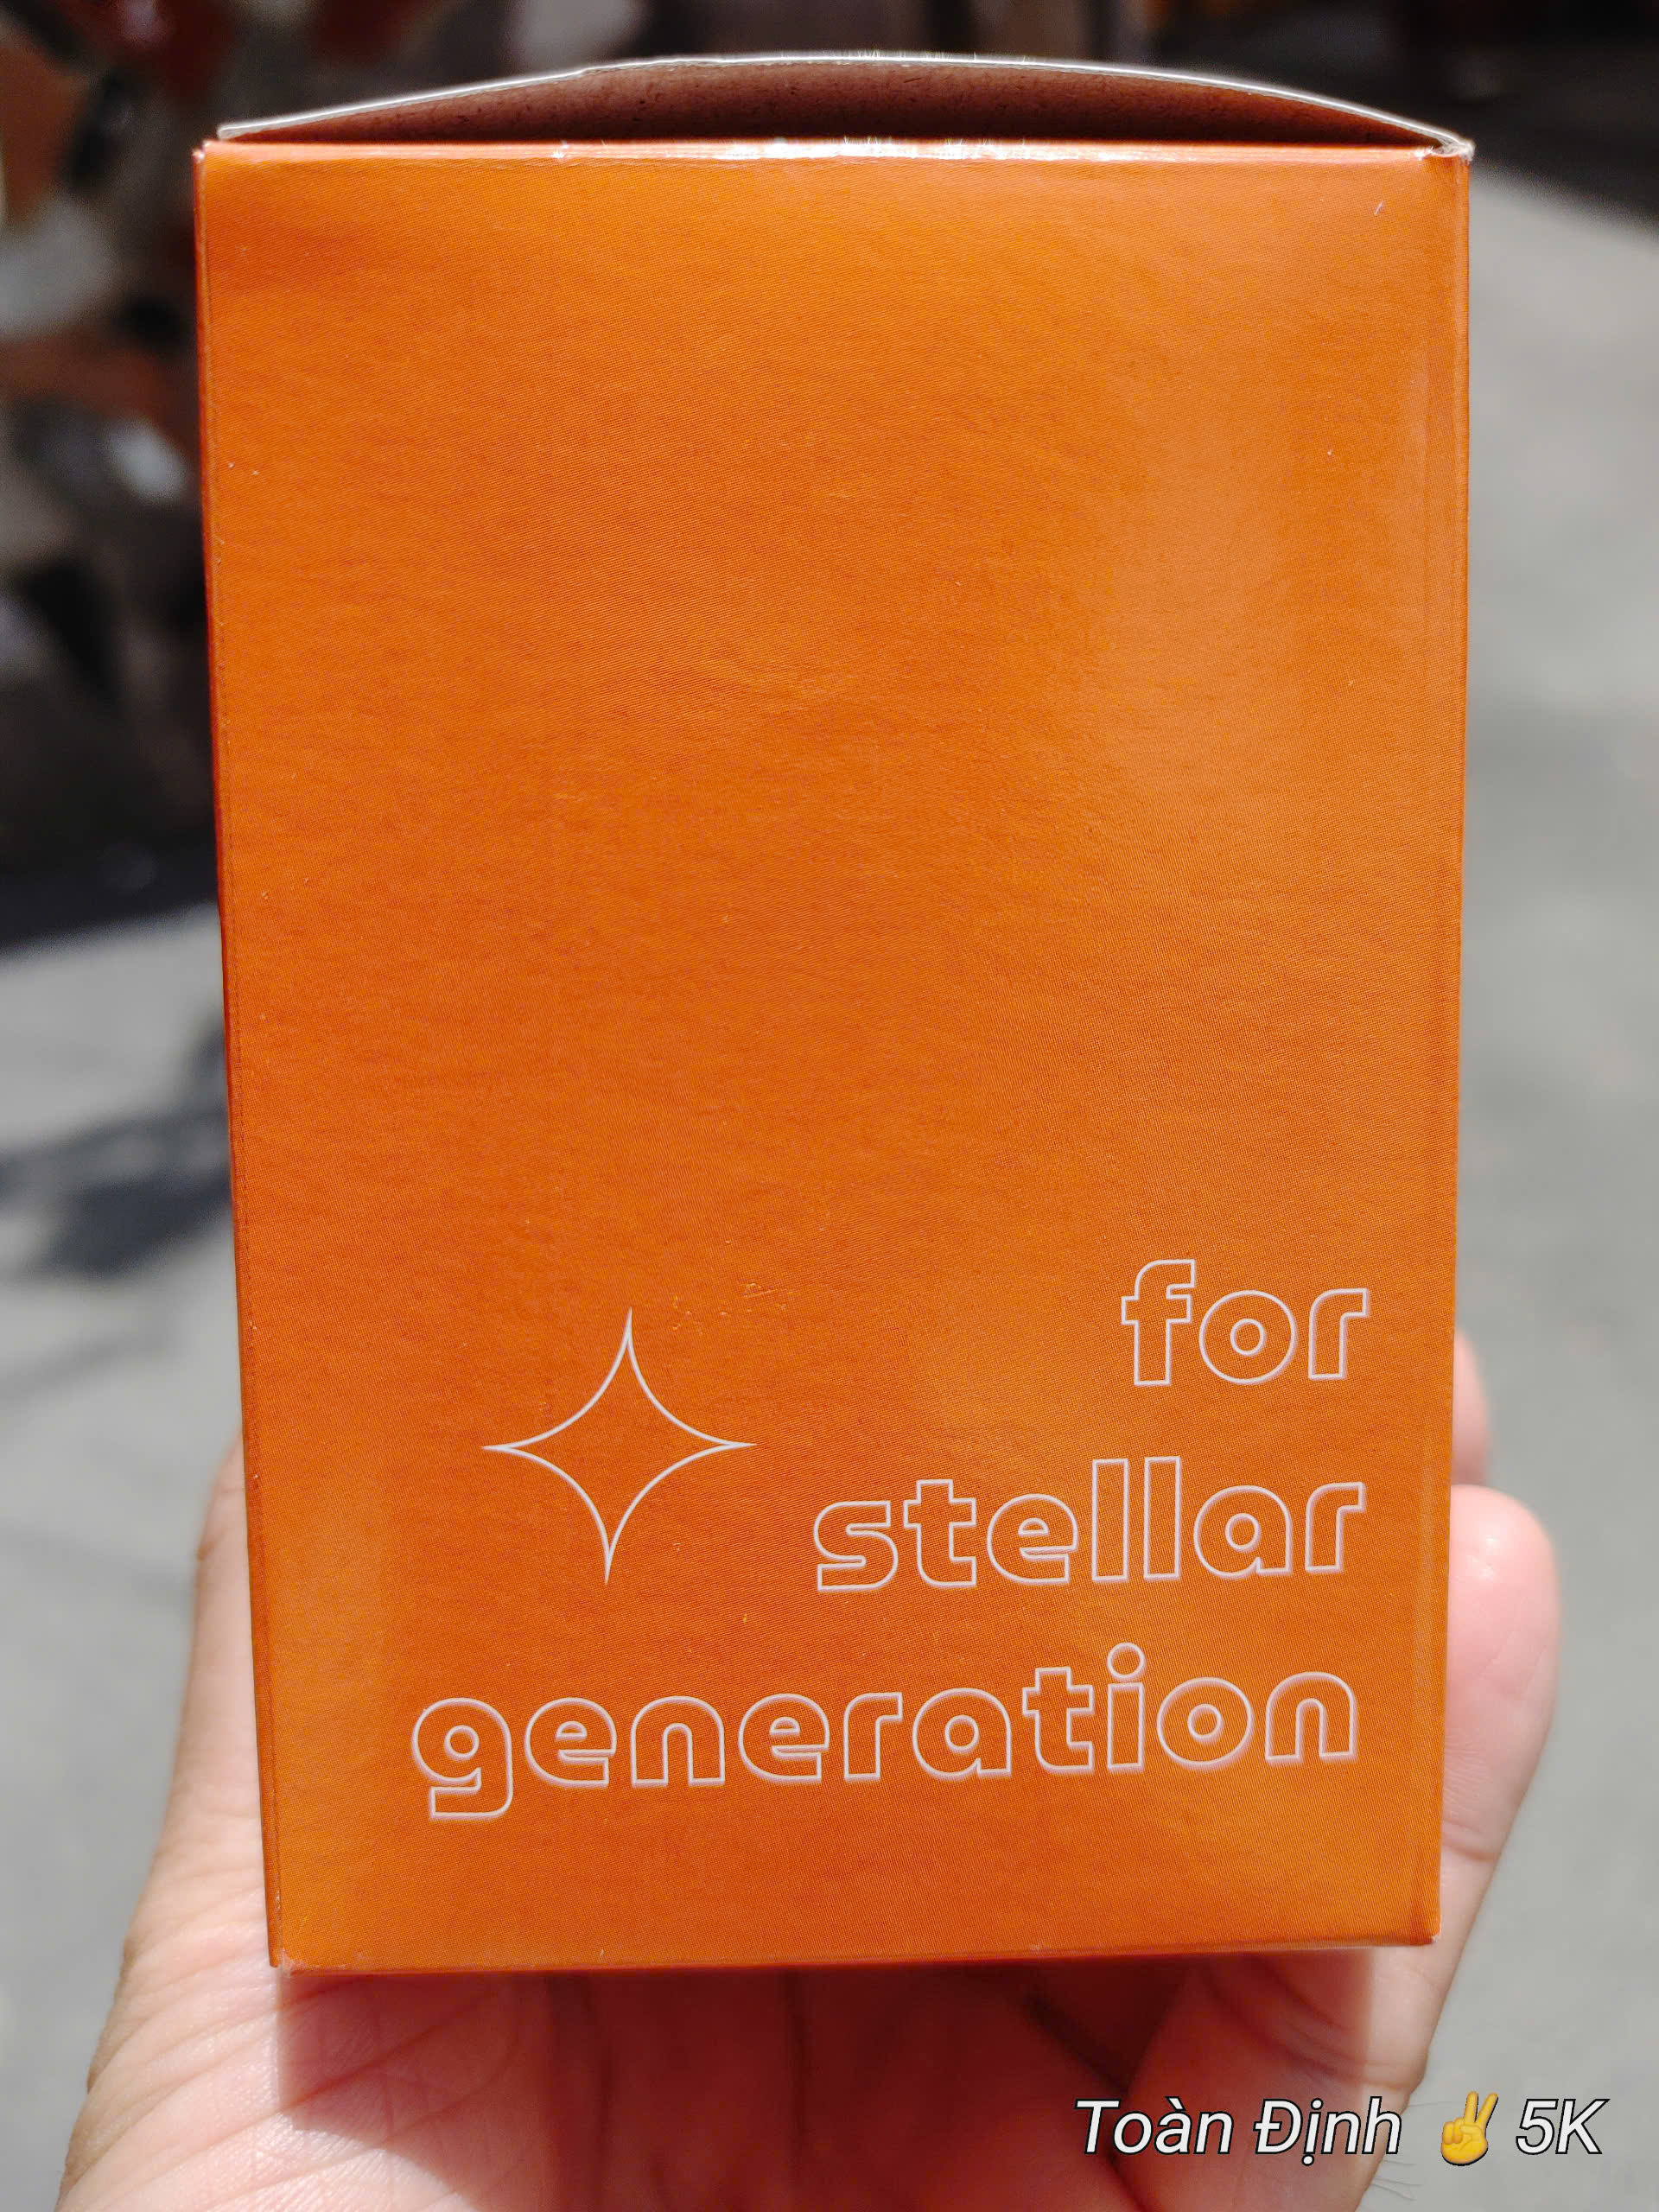 for
stellar
generation
Toàn Định ✌ 5K